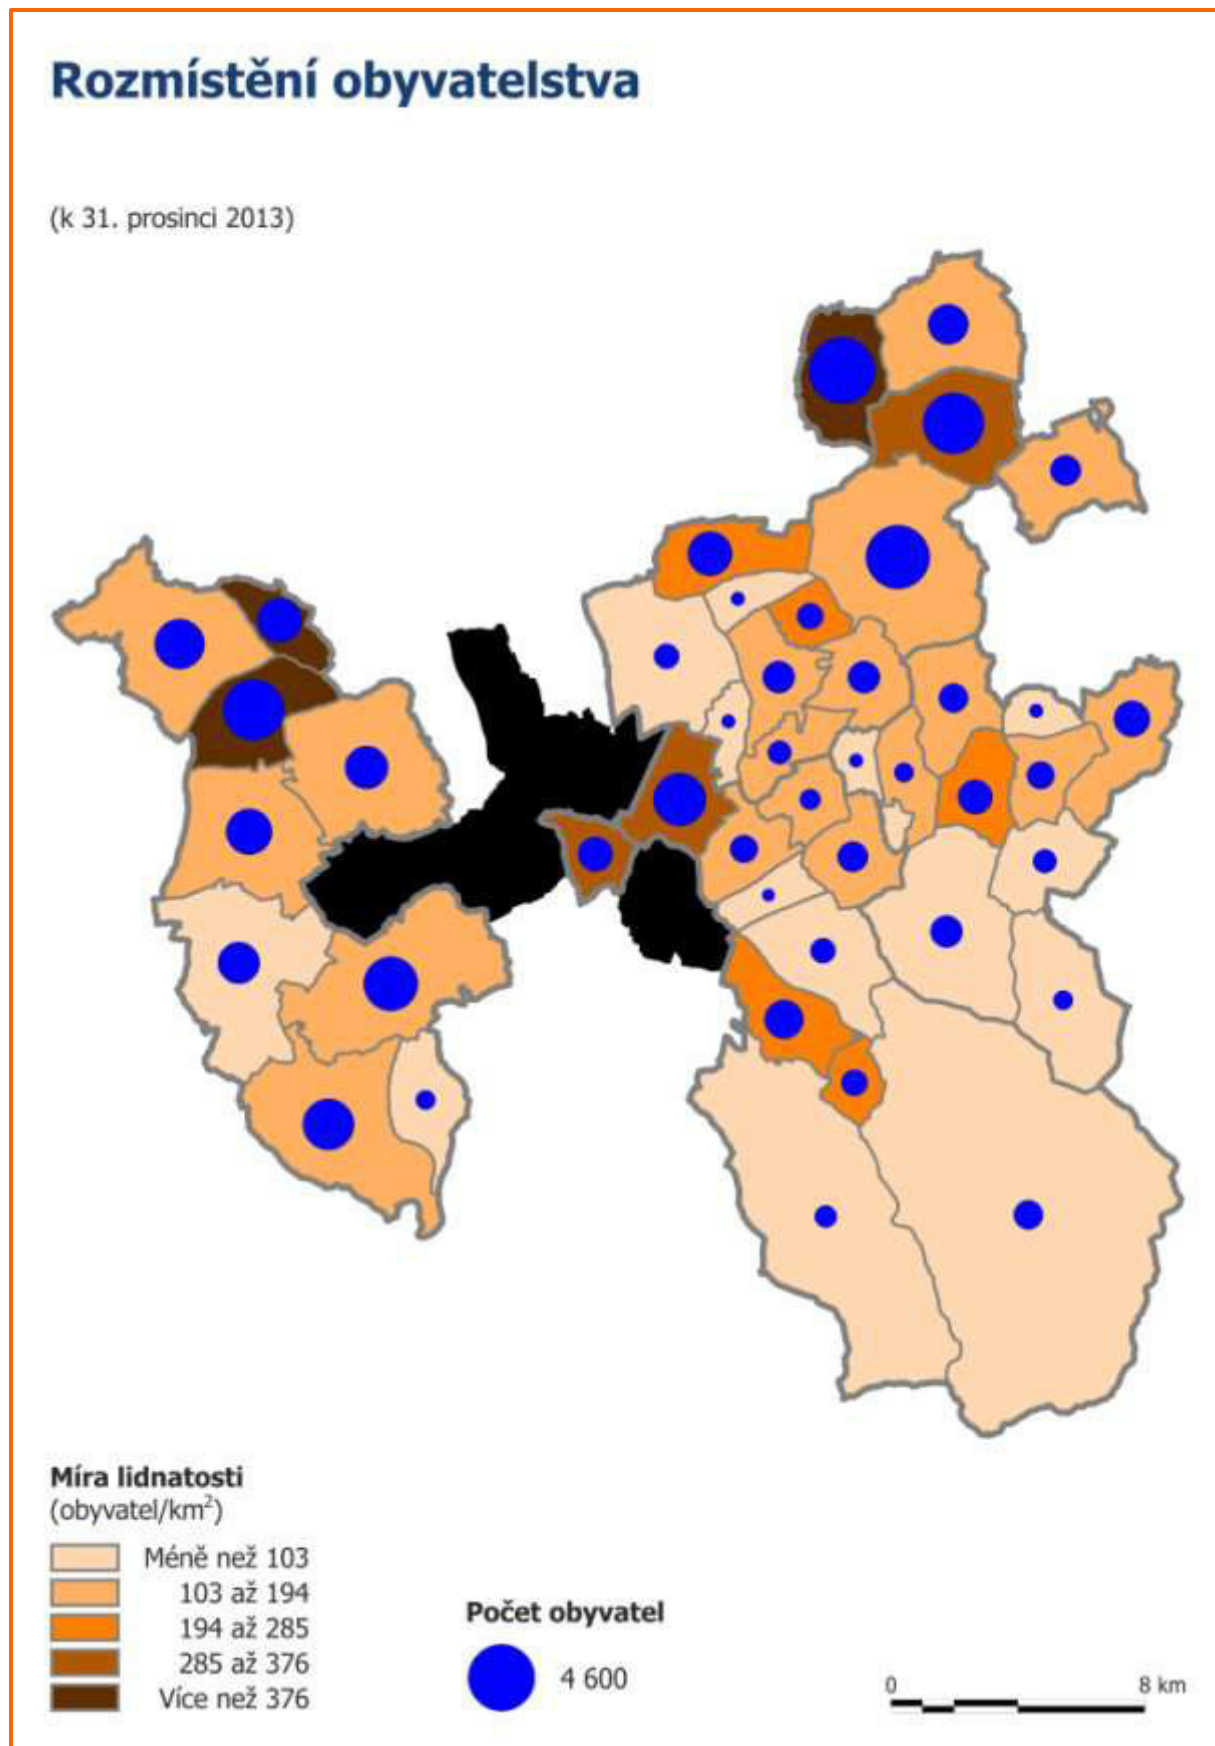 Rozmístění obyvatelstva
(k 31. prosinci 2013)
Míra lidnatosti
(obyvatel/km²)
Méně než 103
103 až 194
194 až 285
285 až 376
Více než 376
Počet obyvatel
4 600
0 8 km